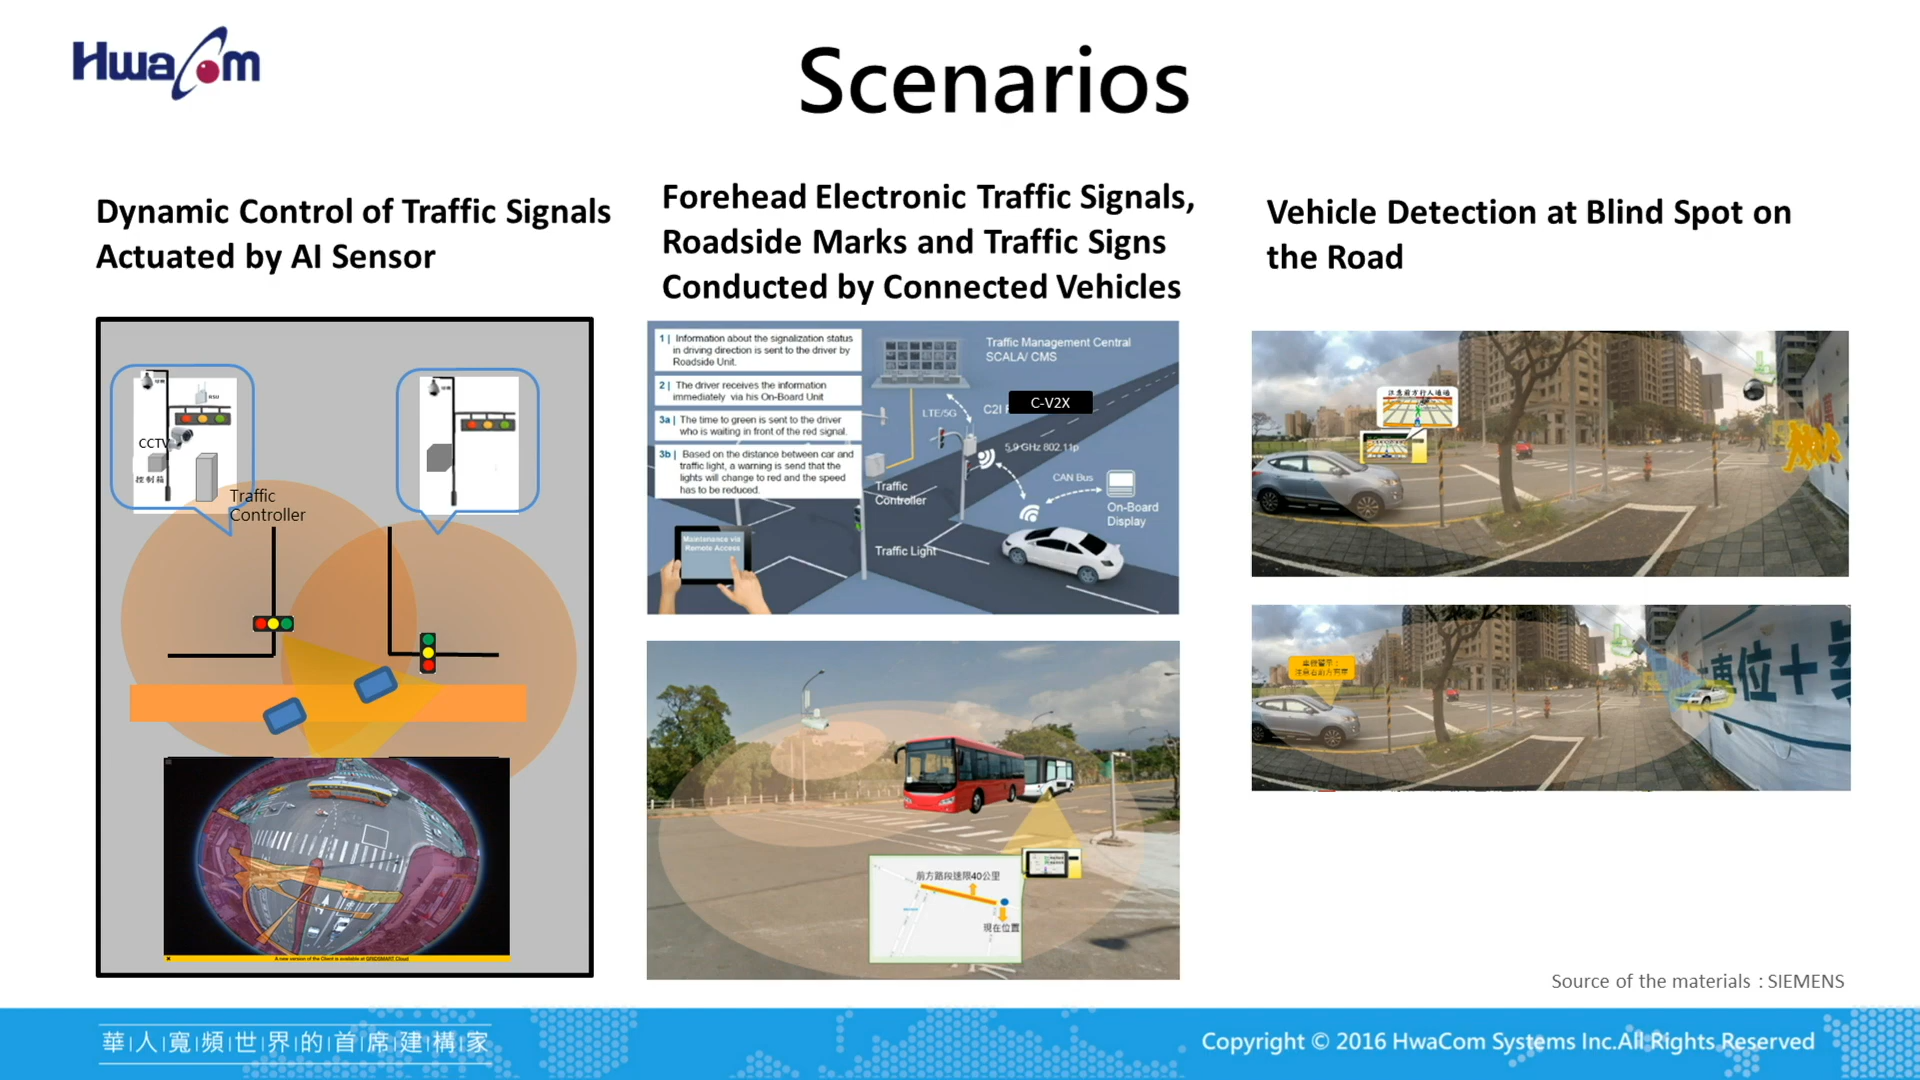 HwaCom
Scenarios
Dynamic Control of Traffic Signals
Actuated by AI Sensor
CCTV
RSU
控制箱
Traffic
Controller
A new version of the Client is available at GRIDSMART Cloud
Forehead Electronic Traffic Signals,
Roadside Marks and Traffic Signs
Conducted by Connected Vehicles
1 | Information about the signalization status
in driving direction is sent to the driver by
Roadside Unit.
2 | The driver receives the information
immediately via his On-Board Unit
3a | The time to green is sent to the driver
who is waiting in front of the red signal.
3b | Based on the distance between car and
traffic light, a warning is send that the
lights will change to red and the speed
has to be reduced.
Traffic Management Central
SCALA/ CMS
LTE/5G
C2I
C-V2X
5,9 GHz 802.11p
CAN Bus
Traffic
Controller
On-Board
Display
Traffic Light
Maintenance via
Remote Access
前方路段速限40公里
現在位置
Vehicle Detection at Blind Spot on
the Road
注意前方行人通過
車位+
Source of the materials : SIEMENS
華人寬頻世界的首席建構家
Copyright © 2016 HwaCom Systems Inc.All Rights Reserved